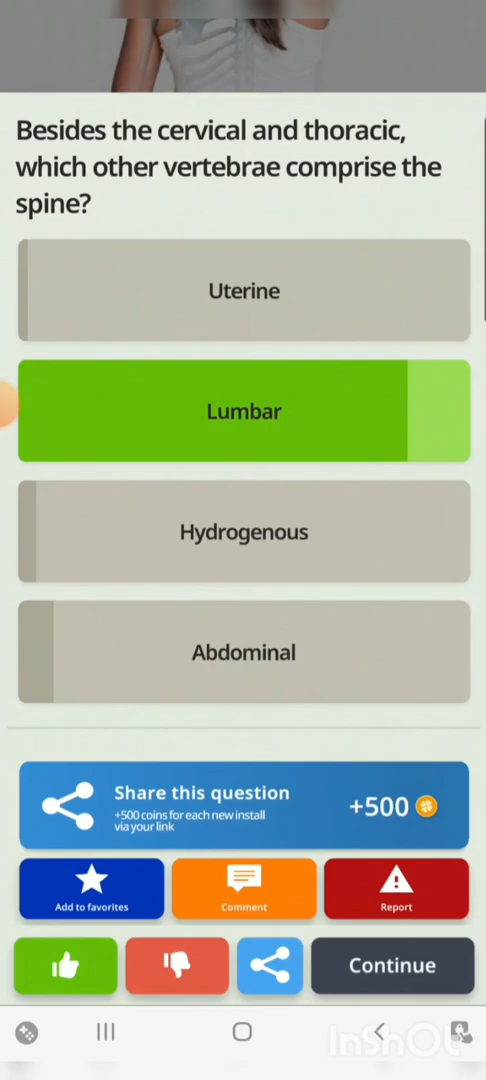 Besides the cervical and thoracic,
which other vertebrae comprise the
spine?
Uterine
Lumbar
Hydrogenous
Abdominal
Share this question
+500 coins for each new install
via your link
+500
Add to favorites
Comment
Report
Continue
InShOt